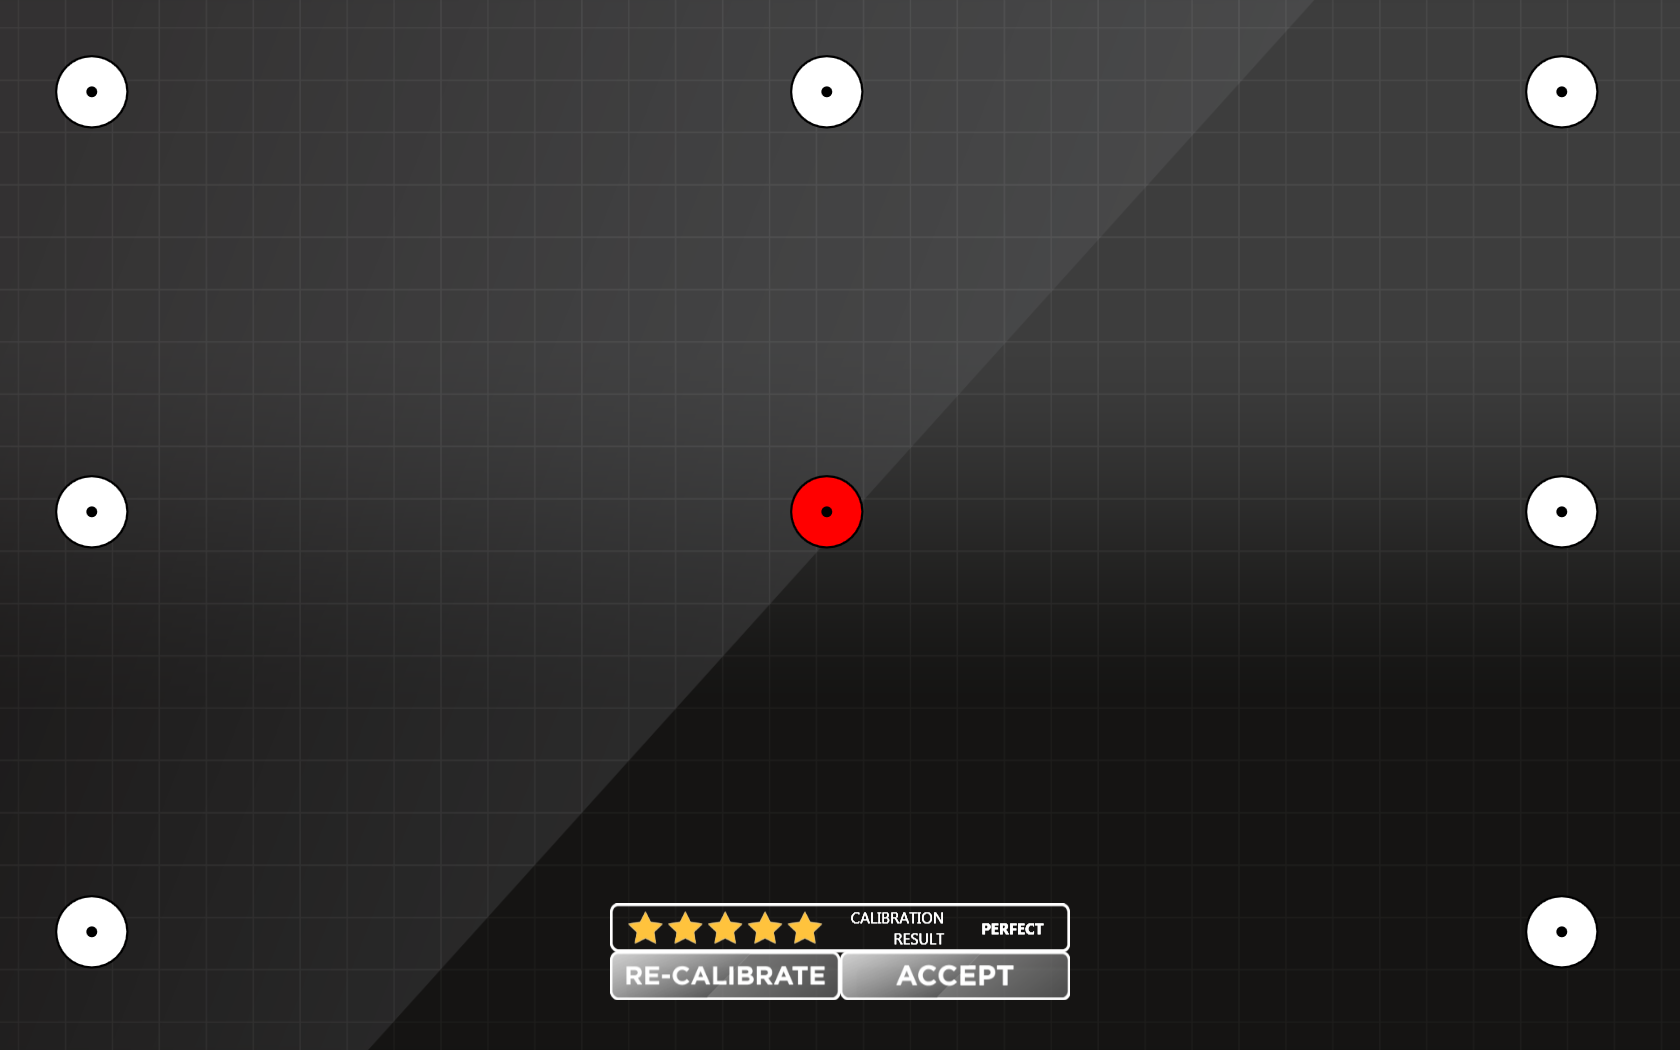 CALIBRATION
RESULT
PERFECT
RE-CALIBRATE
ACCEPT